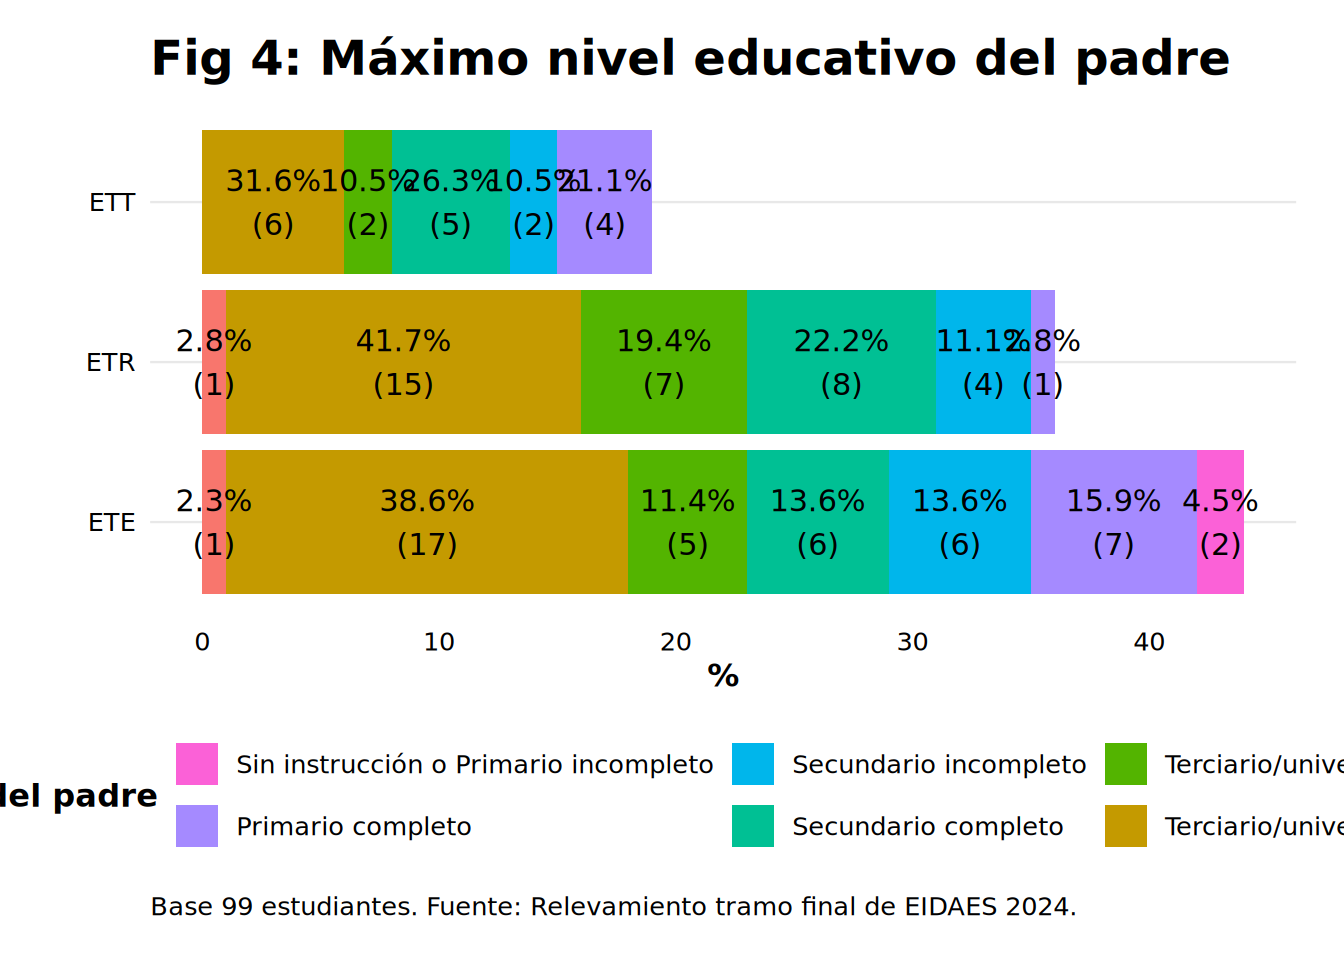 Fig 4: Máximo nivel educativo del padre
ETT
31.6% 10.5% 26.3% 10.5% 21.1%
(6) (2) (5) (2) (4)
ETR
2.8% 41.7% 19.4% 22.2% 11.1% 2.8%
(1) (15) (7) (8) (4) (1)
ETE
2.3% 38.6% 11.4% 13.6% 13.6% 15.9% 4.5%
(1) (17) (5) (6) (6) (7) (2)
0 10 20 30 40
%
del padre
Sin instrucción o Primario incompleto
Primario completo
Secundario incompleto
Secundario completo
Terciario/unive
Terciario/unive
Base 99 estudiantes. Fuente: Relevamiento tramo final de EIDAES 2024.